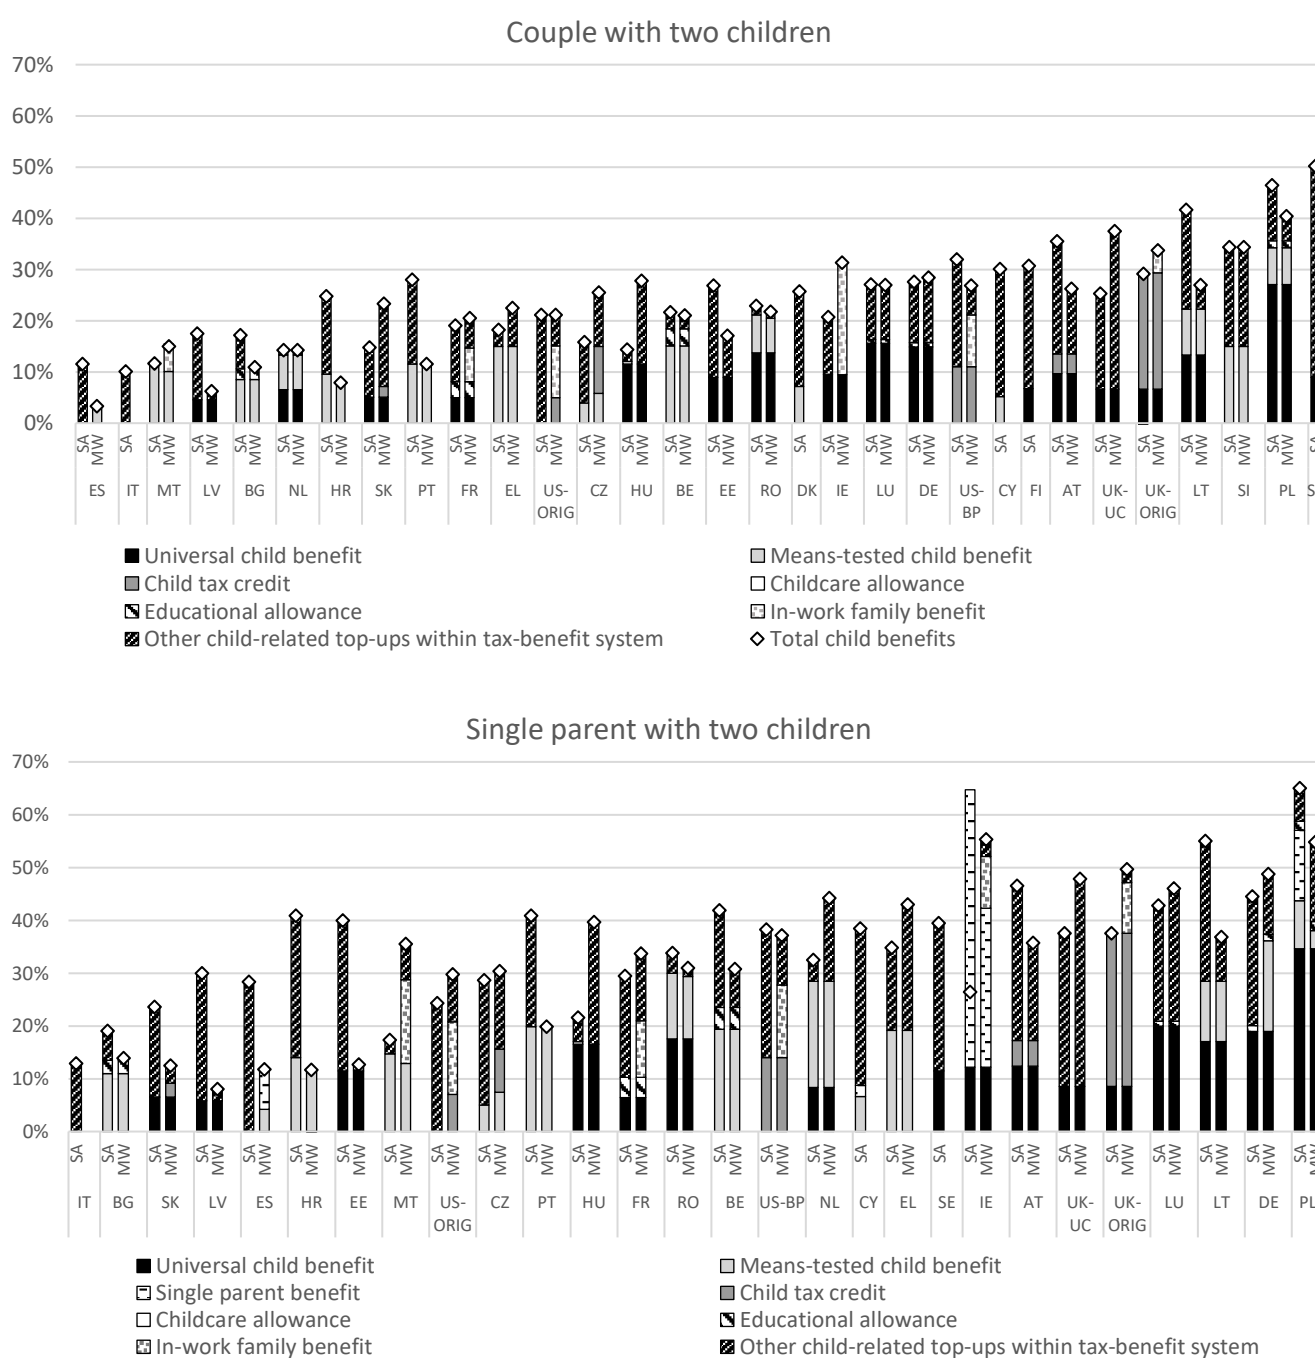 Couple with two children
70%
60%
50%
40%
30%
20%
10%
0%
SA SA SA SA SA SA SA SA SA SA SA SA SA SA SA SA SA SA SA SA SA SA SA SA SA SA SA SA SA SA SA
MW MW MW MW MW MW MW MW MW MW MW MW MW MW MW MW MW MW MW MW MW MW MW MW MW MW
ES IT MT LV BG NL HR SK PT FR EL US- CZ HU BE EE RO DK IE LU DE US- CY FI AT UK- UK- LT SI PL S
ORIG BP UC ORIG
Universal child benefit Means-tested child benefit
Child tax credit Childcare allowance
Educational allowance In-work family benefit
Other child-related top-ups within tax-benefit system Total child benefits
Single parent with two children
70%
60%
50%
40%
30%
20%
10%
0%
SA SA SA SA SA SA SA SA SA SA SA SA SA SA SA SA SA SA SA SA SA SA SA SA SA SA SA SA
MW MW MW MW MW MW MW MW MW MW MW MW MW MW MW MW MW MW MW MW MW MW MW MW MW
IT BG SK LV ES HR EE MT US- CZ PT HU FR RO BE US-BP NL CY EL SE IE AT UK- UK- LU LT DE PL
ORIG UC ORIG
Universal child benefit Means-tested child benefit
Single parent benefit Child tax credit
Childcare allowance Educational allowance
In-work family benefit Other child-related top-ups within tax-benefit system